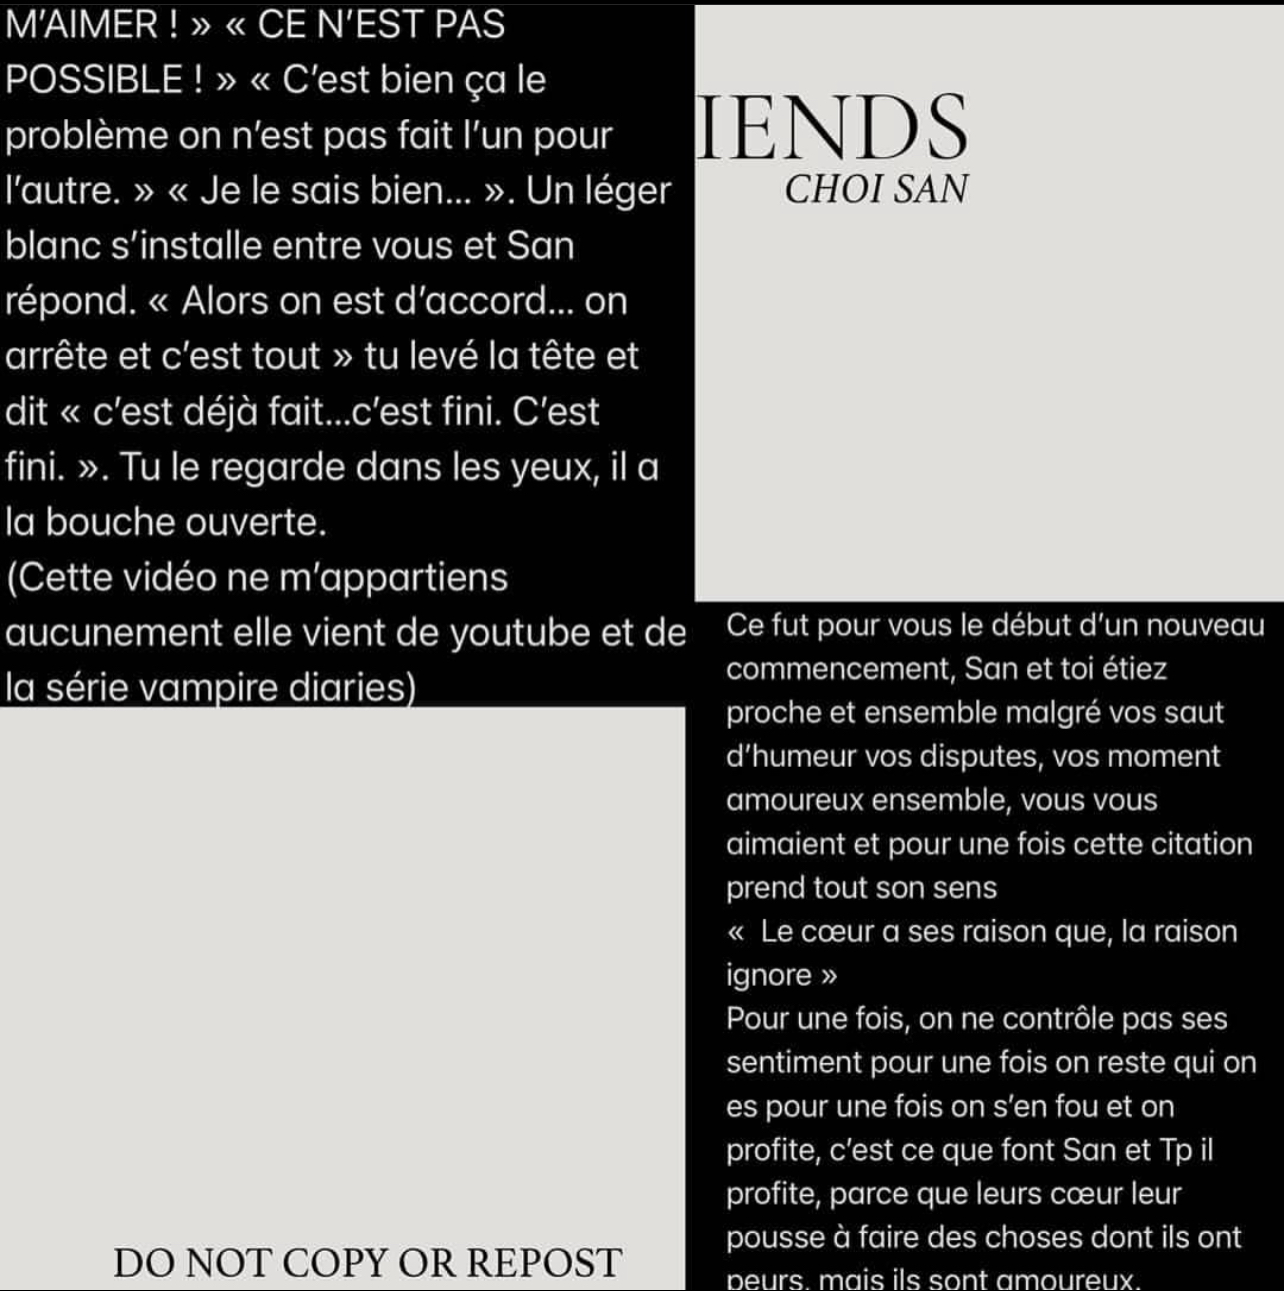 M’AIMER ! » « CE N’EST PAS
POSSIBLE ! » « C’est bien ça le
problème on n’est pas fait l’un pour
l’autre. » « Je le sais bien... ». Un léger
blanc s’installe entre vous et San
répond. « Alors on est d’accord... on
arrête et c’est tout » tu levé la tête et
dit « c’est déjà fait...c’est fini. C’est
fini. ». Tu le regarde dans les yeux, il a
la bouche ouverte.
(Cette vidéo ne m’appartiens
aucunement elle vient de youtube et de
la série vampire diaries)
DO NOT COPY OR REPOST
IENDS
CHOI SAN
Ce fut pour vous le début d’un nouveau
commencement, San et toi étiez
proche et ensemble malgré vos saut
d’humeur vos disputes, vos moment
amoureux ensemble, vous vous
aimaient et pour une fois cette citation
prend tout son sens
«  Le cœur a ses raison que, la raison
ignore »
Pour une fois, on ne contrôle pas ses
sentiment pour une fois on reste qui on
es pour une fois on s’en fou et on
profite, c’est ce que font San et Tp il
profite, parce que leurs cœur leur
pousse à faire des choses dont ils ont
peurs, mais ils sont amoureux.